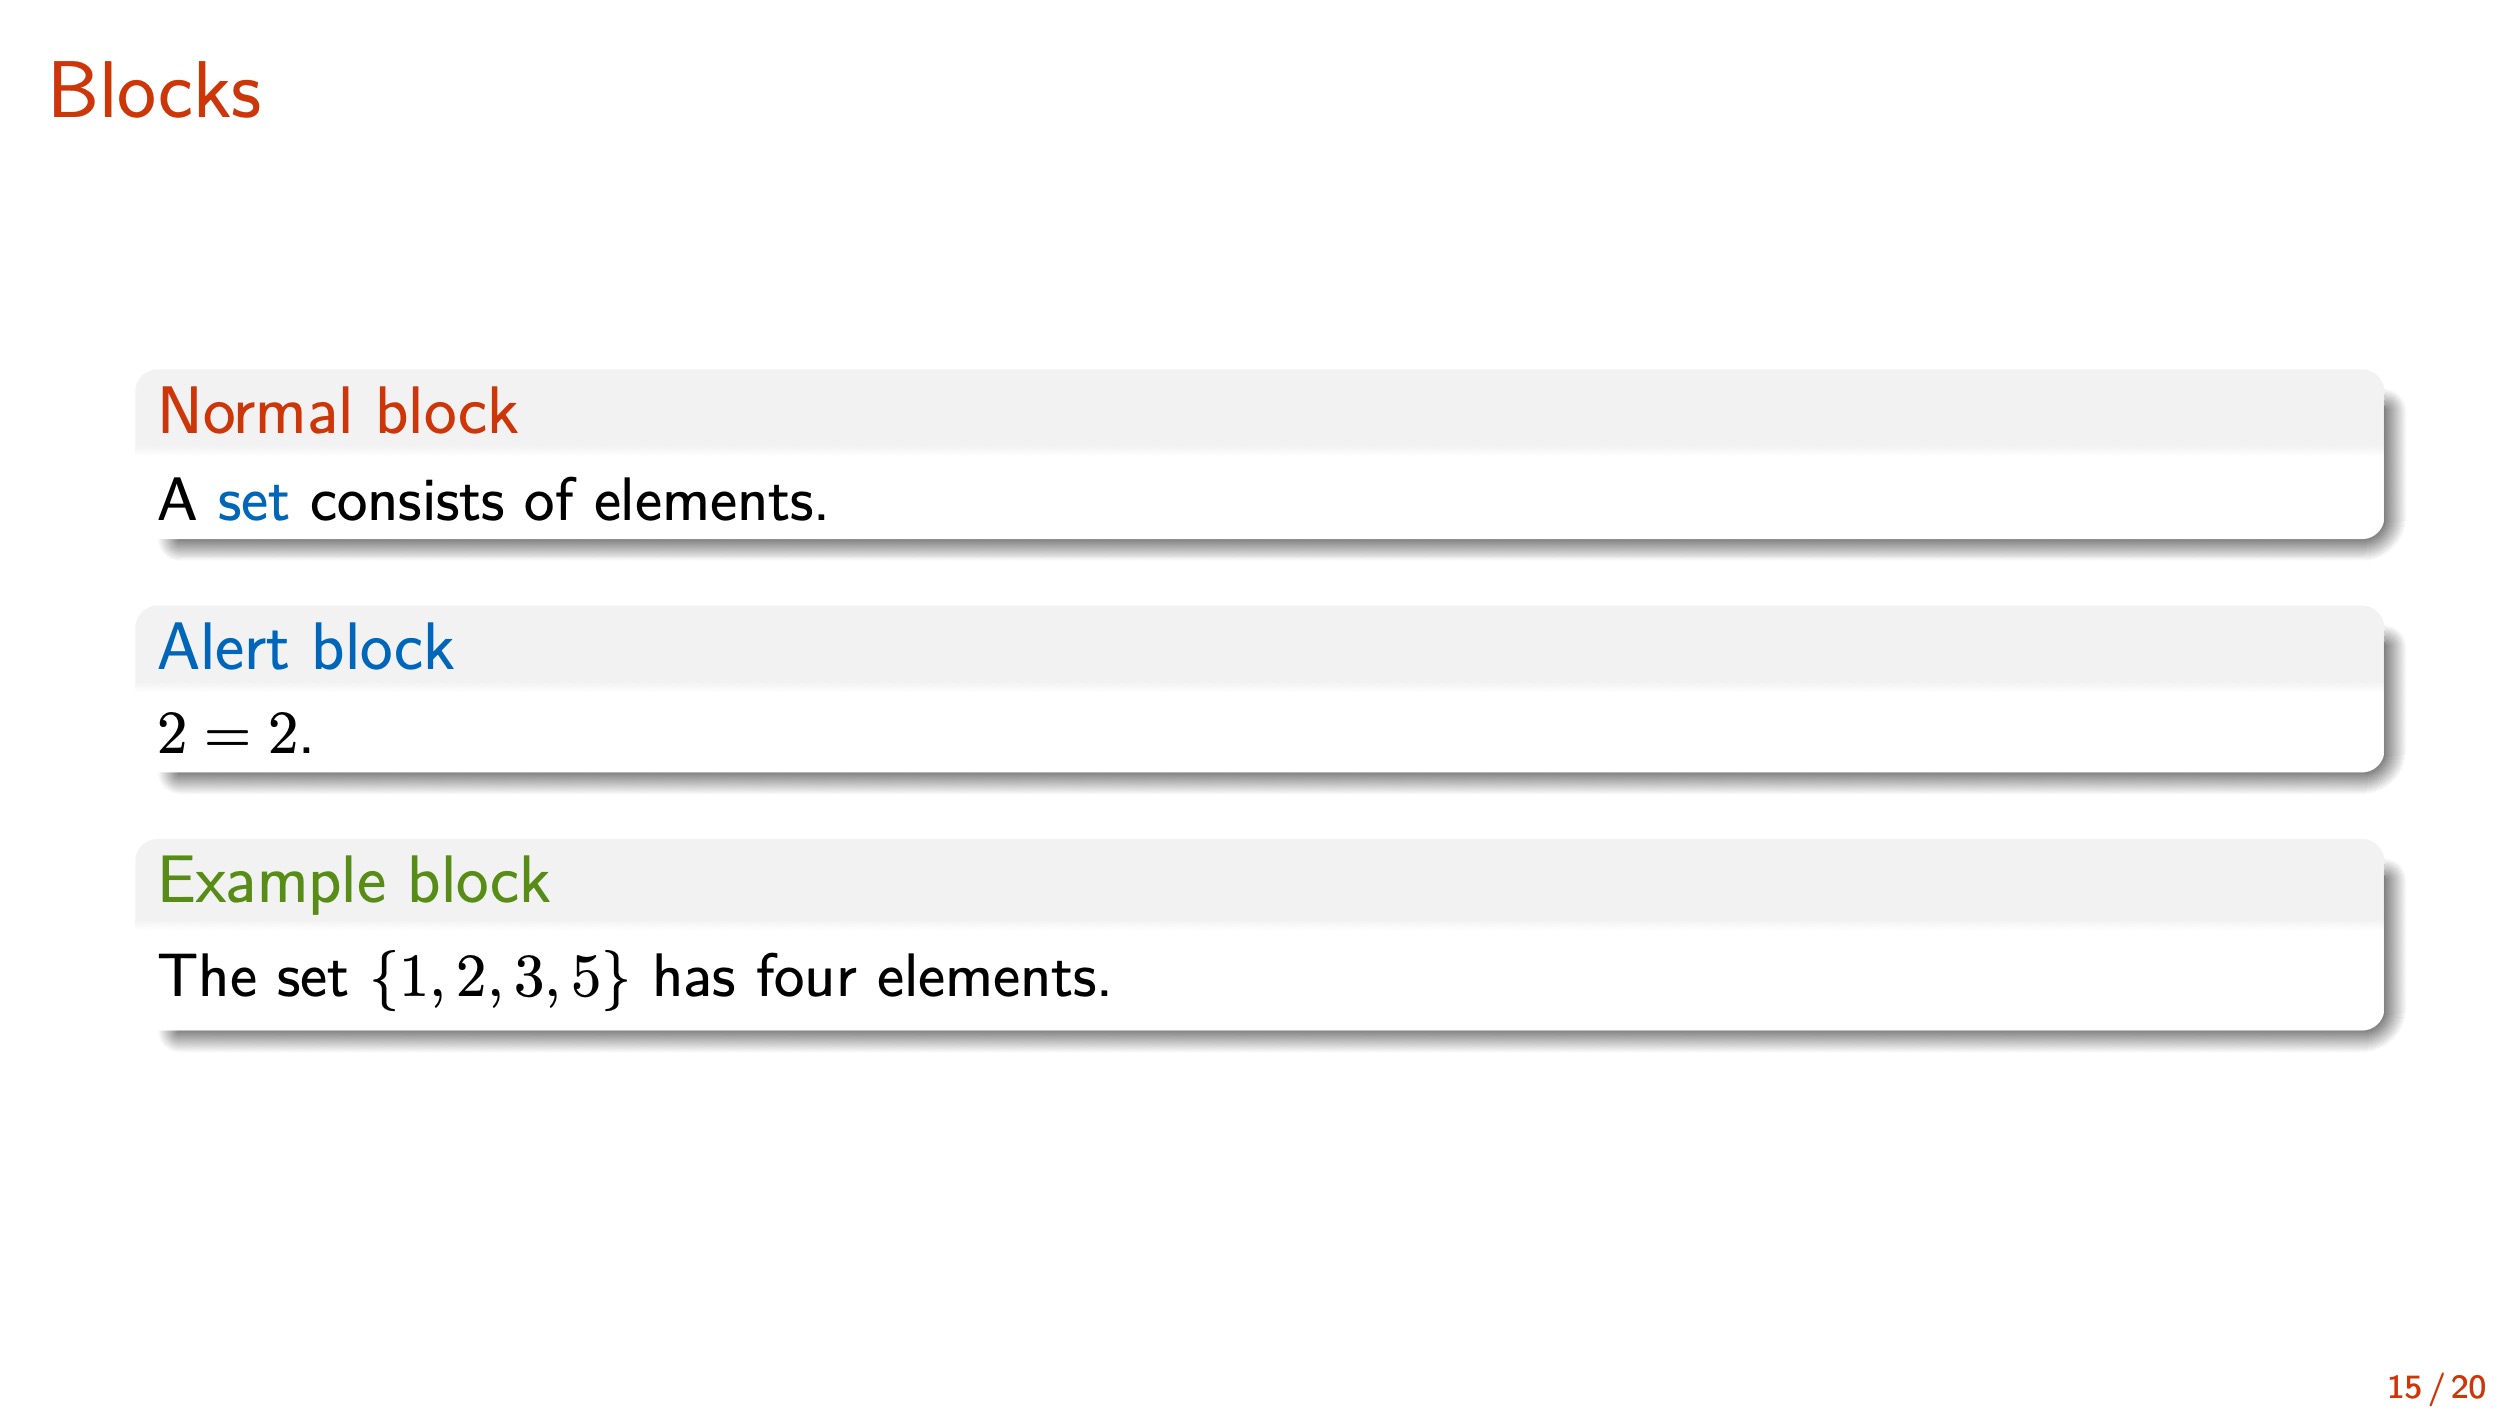 Blocks
Normal block
A set consists of elements.
Alert block
2 = 2.
Example block
The set {1, 2, 3, 5} has four elements.
15 / 20